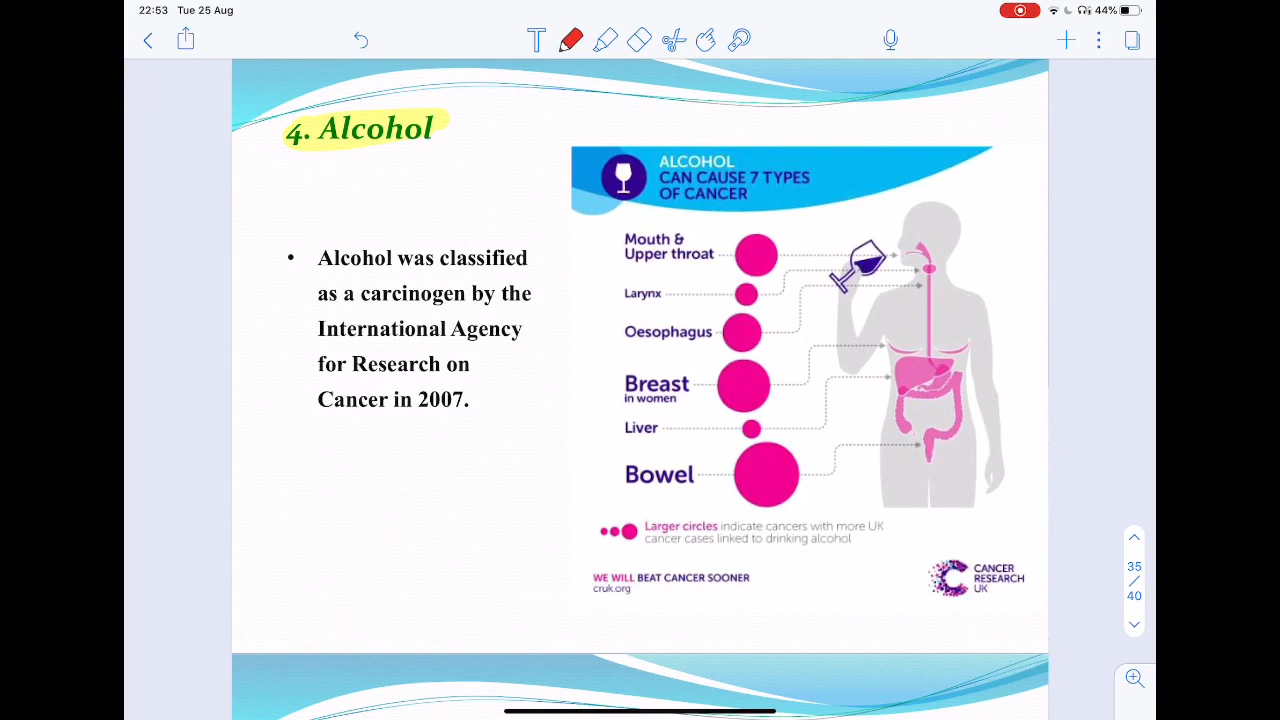 22:53 Tue 25 Aug
44%
4. Alcohol
• Alcohol was classified
as a carcinogen by the
International Agency
for Research on
Cancer in 2007.
ALCOHOL
CAN CAUSE 7 TYPES
OF CANCER
Mouth &
Upper throat
Larynx
Oesophagus
Breast
in women
Liver
Bowel
Larger circles indicate cancers with more UK
cancer cases linked to drinking alcohol
WE WILL BEAT CANCER SOONER
cruk.org
CANCER
RESEARCH
UK
35
/
40